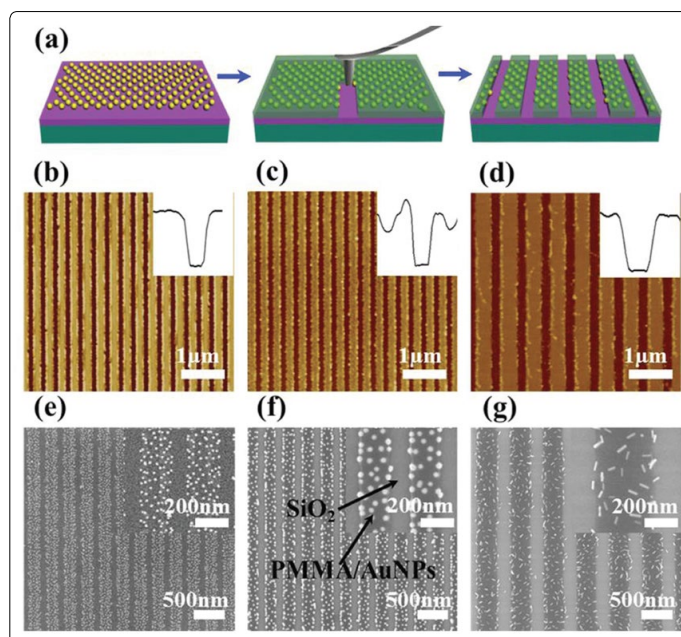 (a)
(b)
(c)
(d)
1μm
1μm
1μm
(e)
(f)
(g)
200nm
200nm
200nm
SiO2
PMMA/AuNPs
500nm
500nm
500nm